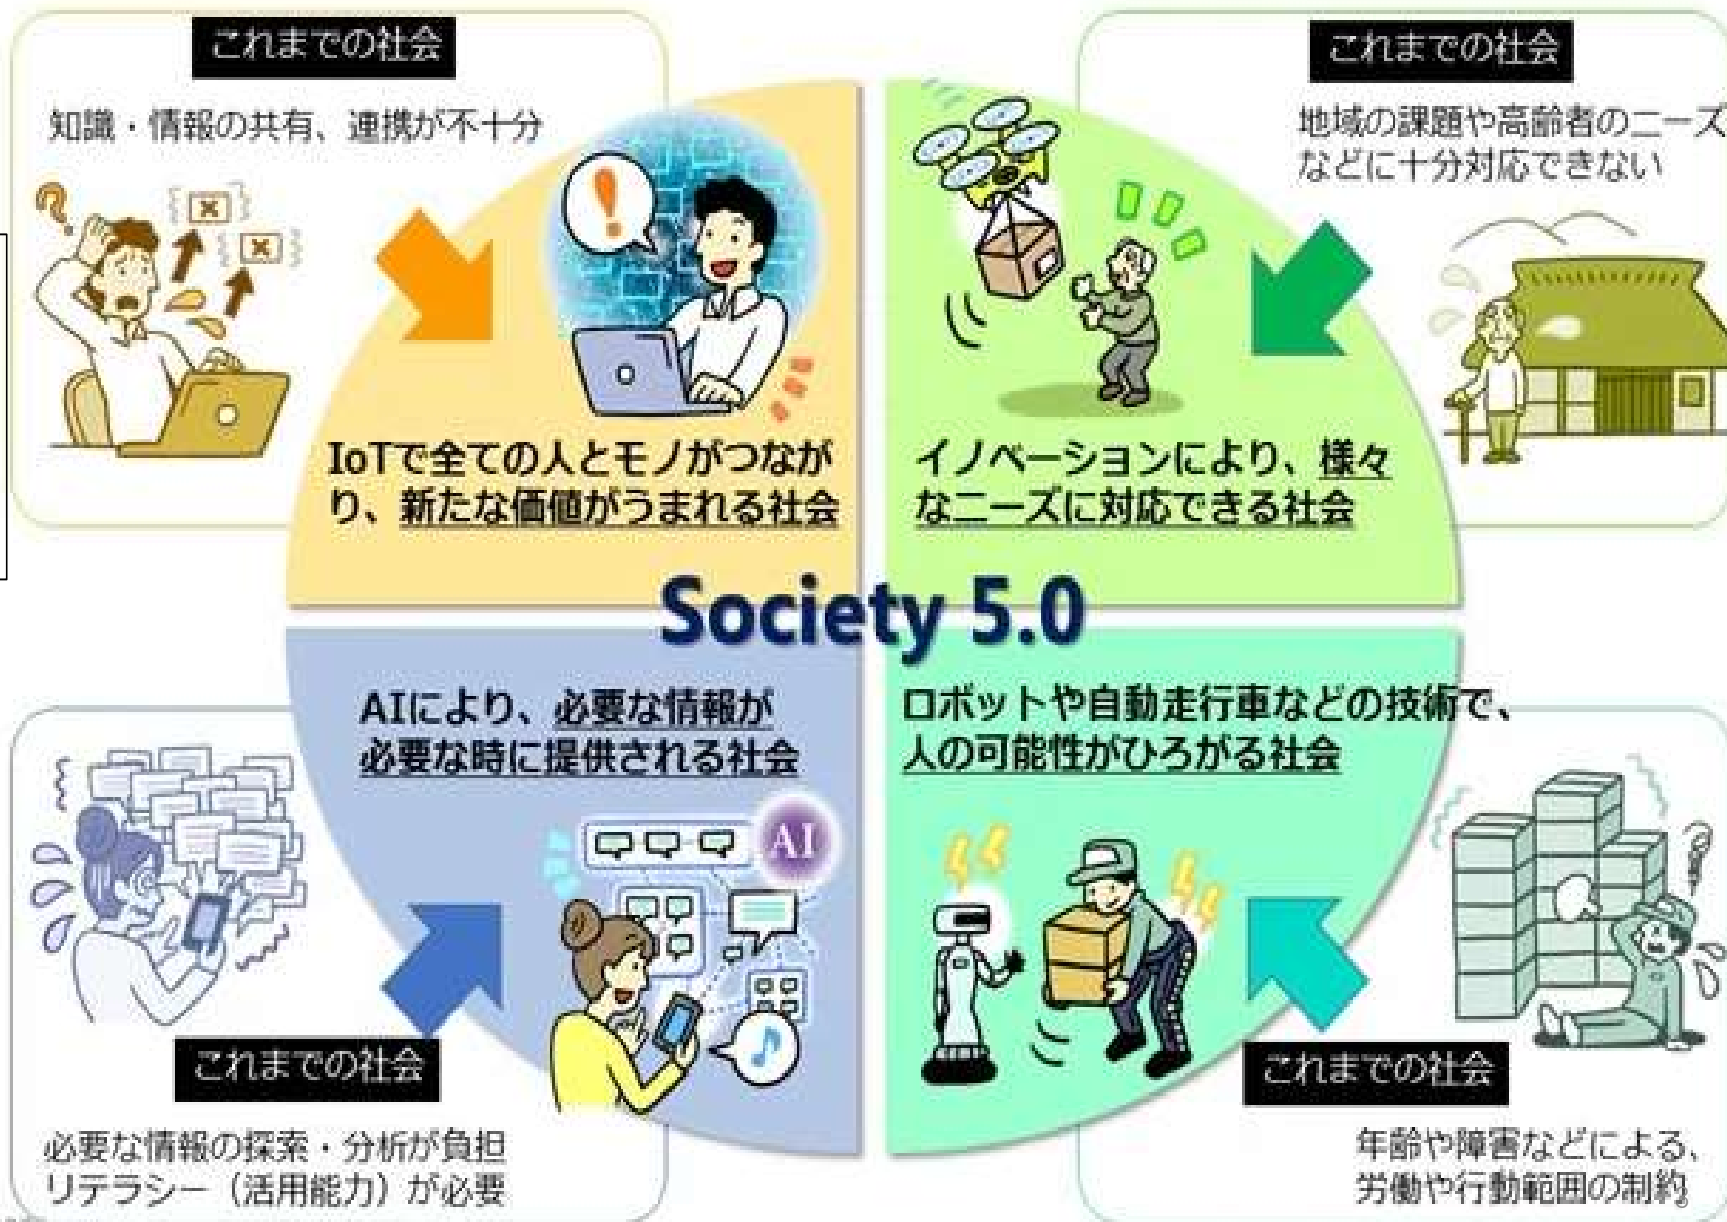 これまでの社会
知識・情報の共有、連携が不十分
これまでの社会
地域の課題や高齢者のニーズ
などに十分対応できない
IoTで全ての人とモノがつなが
り、新たな価値がうまれる社会
イノベーションにより、様々
なニーズに対応できる社会
Society 5.0
AIにより、必要な情報が
必要な時に提供される社会
AI
ロボットや自動走行車などの技術で、
人の可能性がひろがる社会
これまでの社会
必要な情報の探索・分析が負担
リテラシー（活用能力）が必要
これまでの社会
年齢や障害などによる、
労働や行動範囲の制約